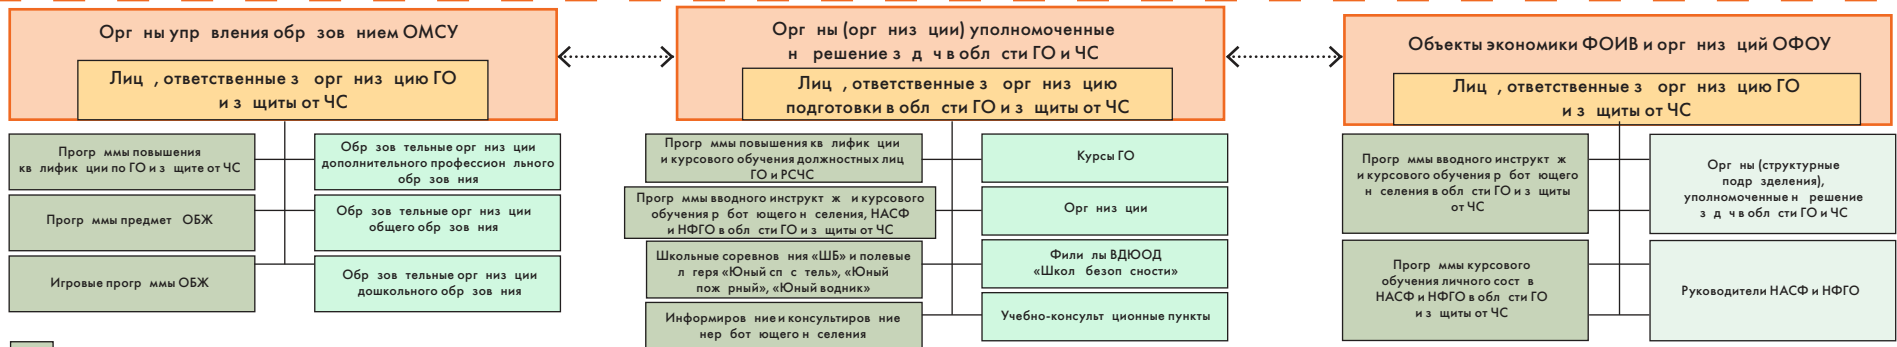 Орг ны упр вления обр зов нием ОМСУ
Лиц , ответственные з орг низ цию ГО
и з щиты от ЧС
Прогр ммы повышения
кв лифик ции по ГО и з щите от ЧС
Обр зов тельные орг низ ции
дополнительного профессион льного
обр зов ния
Прогр ммы предмет ОБЖ
Обр зов тельные орг низ ции
общего обр зов ния
Игровые прогр ммы ОБЖ
Обр зов тельные орг низ ции
дошкольного обр зов ния
Орг ны (орг низ ции) уполномоченные
н решение з д ч в обл сти ГО и ЧС
Лиц , ответственные з орг низ цию
подготовки в обл сти ГО и з щиты от ЧС
Прогр ммы повышения кв лифик ции
и курсового обучения должностных лиц
ГО и РСЧС
Курсы ГО
Прогр ммы вводного инструкт ж и курсового
обучения р бот ющего н селения, НАСФ
и НФГО в обл сти ГО и з щиты от ЧС
Орг низ ции
Школьные соревнов ния «ШБ» и полевые
л геря «Юный сп с тель», «Юный
пож рный», «Юный водник»
Фили лы ВДЮОД
«Школ безоп сности»
Информиров ние и консультиров ние
нер бот ющего н селения
Учебно-консульт ционные пункты
Объекты экономики ФОИВ и орг низ ций ОФОУ
Лиц , ответственные з орг низ цию ГО
и з щиты от ЧС
Прогр ммы вводного инструкт ж
и курсового обучения р бот ющего
н селения в обл сти ГО и з щиты
от ЧС
Орг ны (структурные
подр зделения),
уполномоченные н решение
з д ч в обл сти ГО и ЧС
Прогр ммы курсового
обучения личного сост в
НАСФ и НФГО в обл сти ГО
и з щиты от ЧС
Руководители НАСФ и НФГО